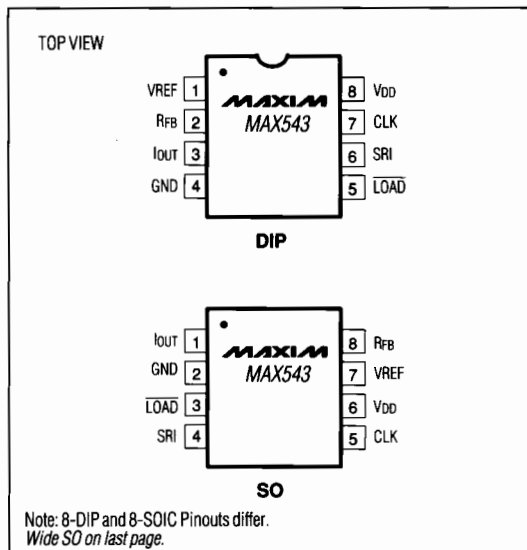 TOP VIEW
VREF 1 MAXIM 8 VDD
RFB 2 MAX543 7 CLK
IOUT 3 6 SRI
GND 4 5 LOAD
DIP
IOUT 1 MAXIM 8 RFB
GND 2 MAX543 7 VREF
LOAD 3 6 VDD
SRI 4 5 CLK
SO
Note: 8-DIP and 8-SOIC Pinouts differ.
Wide SO on last page.